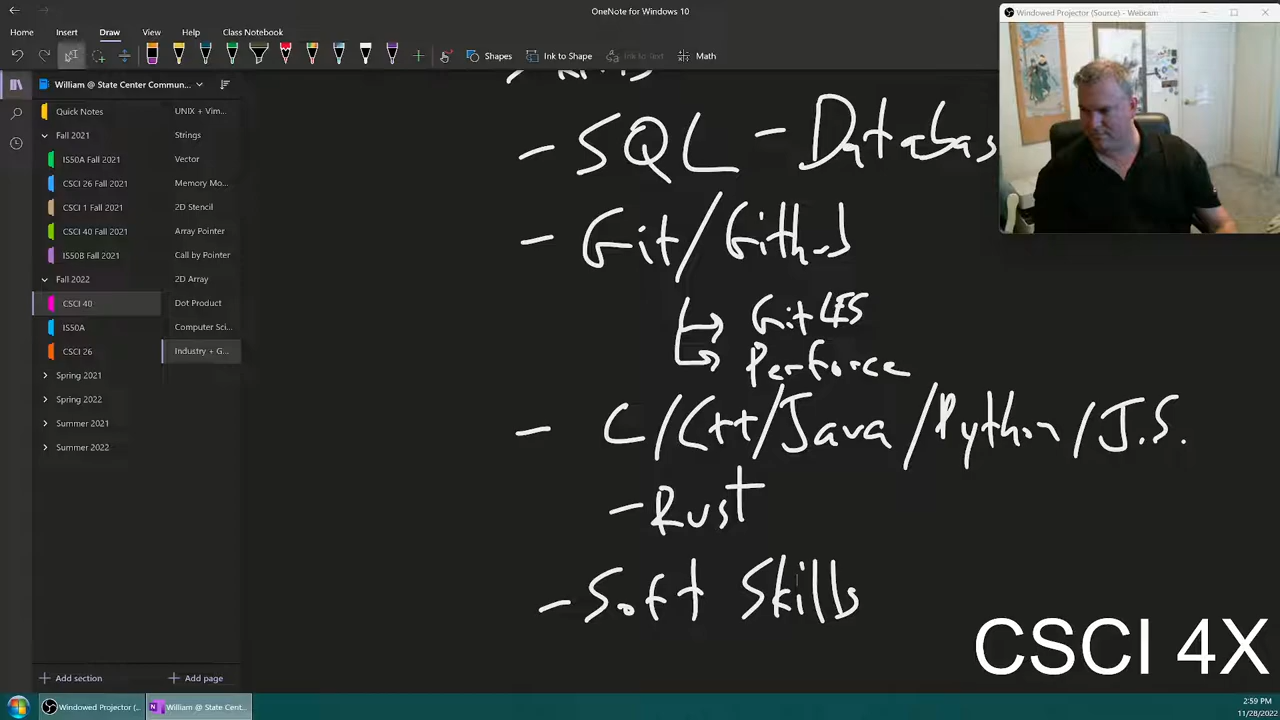 OneNote for Windows 10
Windowed Projector (Source) - Webcam
Home Insert Draw View Class Notebook
Shapes Ink to Shape Ink to Text Math
William @ State Center Commun...
Quick Notes
Fall 2021
IS50A Fall 2021
CSCI 26 Fall 2021
CSCI 1 Fall 2021
CSCI 40 Fall 2021
IS50B Fall 2021
Fall 2022
CSCI 40
IS50A
CSCI 26
Spring 2021
Spring 2022
Summer 2021
Summer 2022
Add section
UNIX + Vim...
Strings
Vector
Memory Mo...
2D Stencil
Array Pointer
Call by Pointer
2D Array
Dot Product
Computer Sci...
Industry + G...
Add page
- SQL - Databas
- Git/Github
Git LFS
Perforce
- C/C++/Java/Python/J.S.
- Rust
- Soft Skills
CSCI 4X
Windowed Projector (...
William @ State Cent...
2:59 PM
11/28/2022